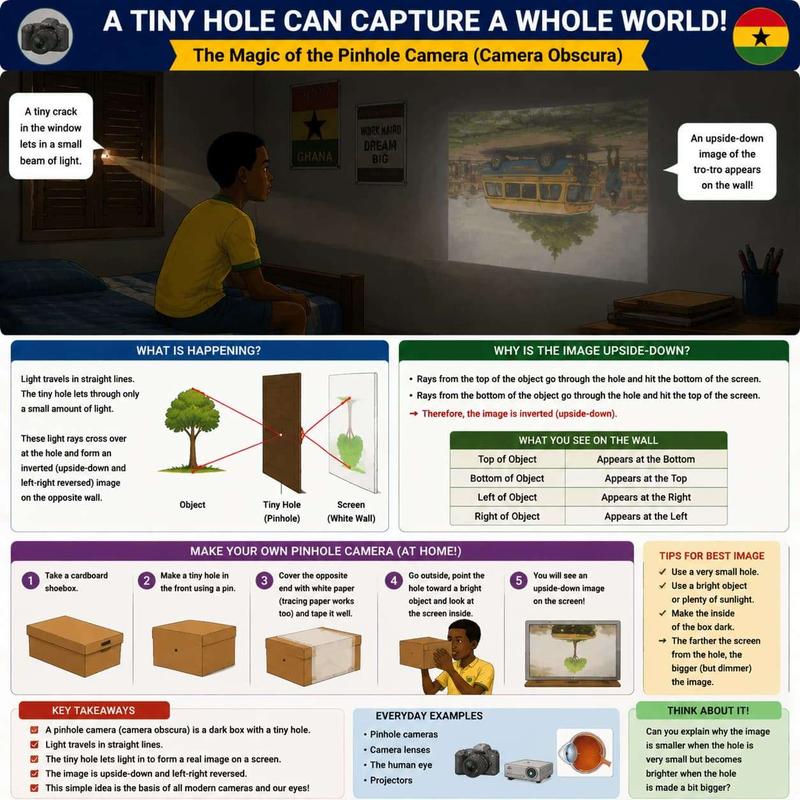 A TINY HOLE CAN CAPTURE A WHOLE WORLD!
The Magic of the Pinhole Camera (Camera Obscura)
A tiny crack
in the window
lets in a small
beam of light.
GHANA
WORK HARD
DREAM
BIG
An upside-down
image of the
tro-tro appears
on the wall!
WHAT IS HAPPENING?
Light travels in straight lines.
The tiny hole lets through only
a small amount of light.
These light rays cross over
at the hole and form an
inverted (upside-down and
left-right reversed) image
on the opposite wall.
Object
Tiny Hole
(Pinhole)
Screen
(White Wall)
WHY IS THE IMAGE UPSIDE-DOWN?
• Rays from the top of the object go through the hole and hit the bottom of the screen.
• Rays from the bottom of the object go through the hole and hit the top of the screen.
→ Therefore, the image is inverted (upside-down).
WHAT YOU SEE ON THE WALL
Top of Object Appears at the Bottom
Bottom of Object Appears at the Top
Left of Object Appears at the Right
Right of Object Appears at the Left
MAKE YOUR OWN PINHOLE CAMERA (AT HOME!)
1 Take a cardboard
shoebox.
2 Make a tiny hole in
the front using a pin.
3 Cover the opposite
end with white paper
(tracing paper works
too) and tape it well.
4 Go outside, point the
hole toward a bright
object and look at
the screen inside.
5 You will see an
upside-down image
on the screen!
TIPS FOR BEST IMAGE
✓ Use a very small hole.
✓ Use a bright object
or plenty of sunlight.
✓ Make the inside
of the box dark.
→ The farther the screen
from the hole, the
bigger (but dimmer)
the image.
KEY TAKEAWAYS
A pinhole camera (camera obscura) is a dark box with a tiny hole.
Light travels in straight lines.
The tiny hole lets light in to form a real image on a screen.
The image is upside-down and left-right reversed.
This simple idea is the basis of all modern cameras and our eyes!
EVERYDAY EXAMPLES
• Pinhole cameras
• Camera lenses
• The human eye
• Projectors
THINK ABOUT IT!
Can you explain why the image
is smaller when the hole is
very small but becomes
brighter when the hole
is made a bit bigger?